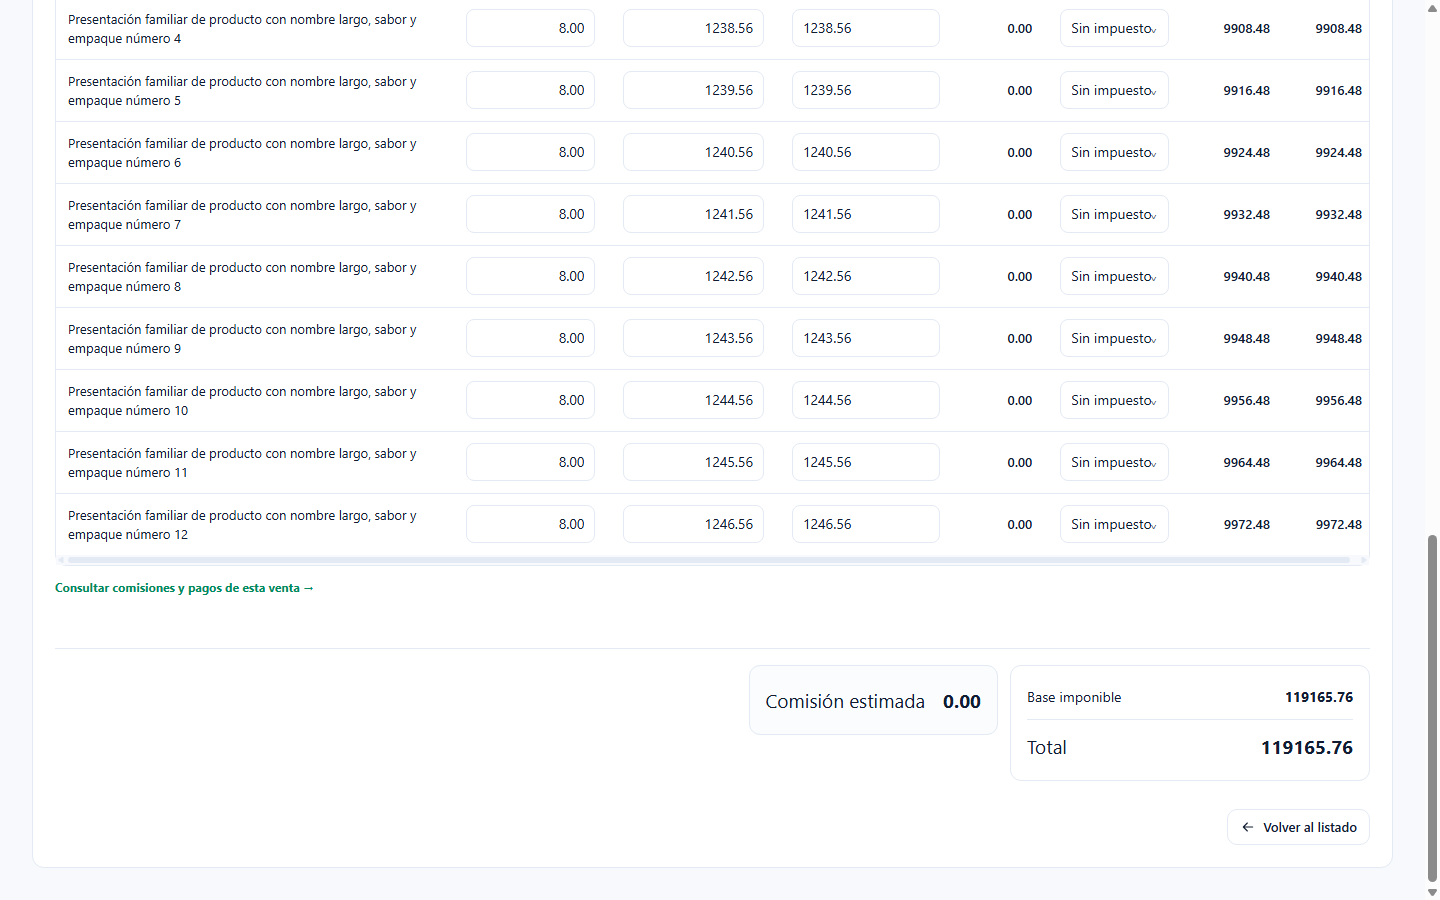 Presentación familiar de producto con nombre largo, sabor y
empaque número 4
8.00 1238.56 1238.56 0.00 Sin impuesto 9908.48 9908.48
Presentación familiar de producto con nombre largo, sabor y
empaque número 5
8.00 1239.56 1239.56 0.00 Sin impuesto 9916.48 9916.48
Presentación familiar de producto con nombre largo, sabor y
empaque número 6
8.00 1240.56 1240.56 0.00 Sin impuesto 9924.48 9924.48
Presentación familiar de producto con nombre largo, sabor y
empaque número 7
8.00 1241.56 1241.56 0.00 Sin impuesto 9932.48 9932.48
Presentación familiar de producto con nombre largo, sabor y
empaque número 8
8.00 1242.56 1242.56 0.00 Sin impuesto 9940.48 9940.48
Presentación familiar de producto con nombre largo, sabor y
empaque número 9
8.00 1243.56 1243.56 0.00 Sin impuesto 9948.48 9948.48
Presentación familiar de producto con nombre largo, sabor y
empaque número 10
8.00 1244.56 1244.56 0.00 Sin impuesto 9956.48 9956.48
Presentación familiar de producto con nombre largo, sabor y
empaque número 11
8.00 1245.56 1245.56 0.00 Sin impuesto 9964.48 9964.48
Presentación familiar de producto con nombre largo, sabor y
empaque número 12
8.00 1246.56 1246.56 0.00 Sin impuesto 9972.48 9972.48
Consultar comisiones y pagos de esta venta →
Comisión estimada 0.00
Base imponible 119165.76
Total 119165.76
← Volver al listado